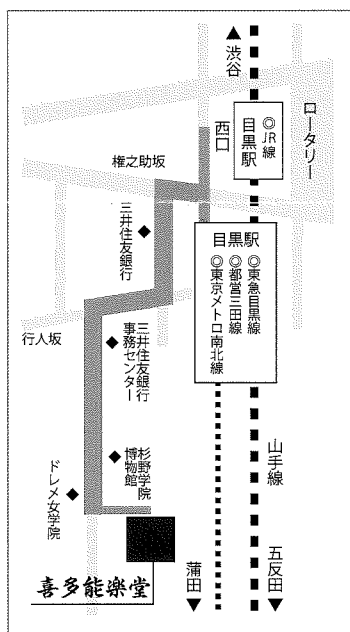 ▲渋谷
ロータリー
西口
目黒駅
◎JR線
権之助坂
三井住友銀行
目黒駅
◎東急目黒線
◎都営三田線
◎東京メトロ南北線
行人坂
三井住友銀行
事務センター
杉野学院
博物館
ドレメ女学院
山手線
喜多能楽堂
蒲田▼
五反田▼